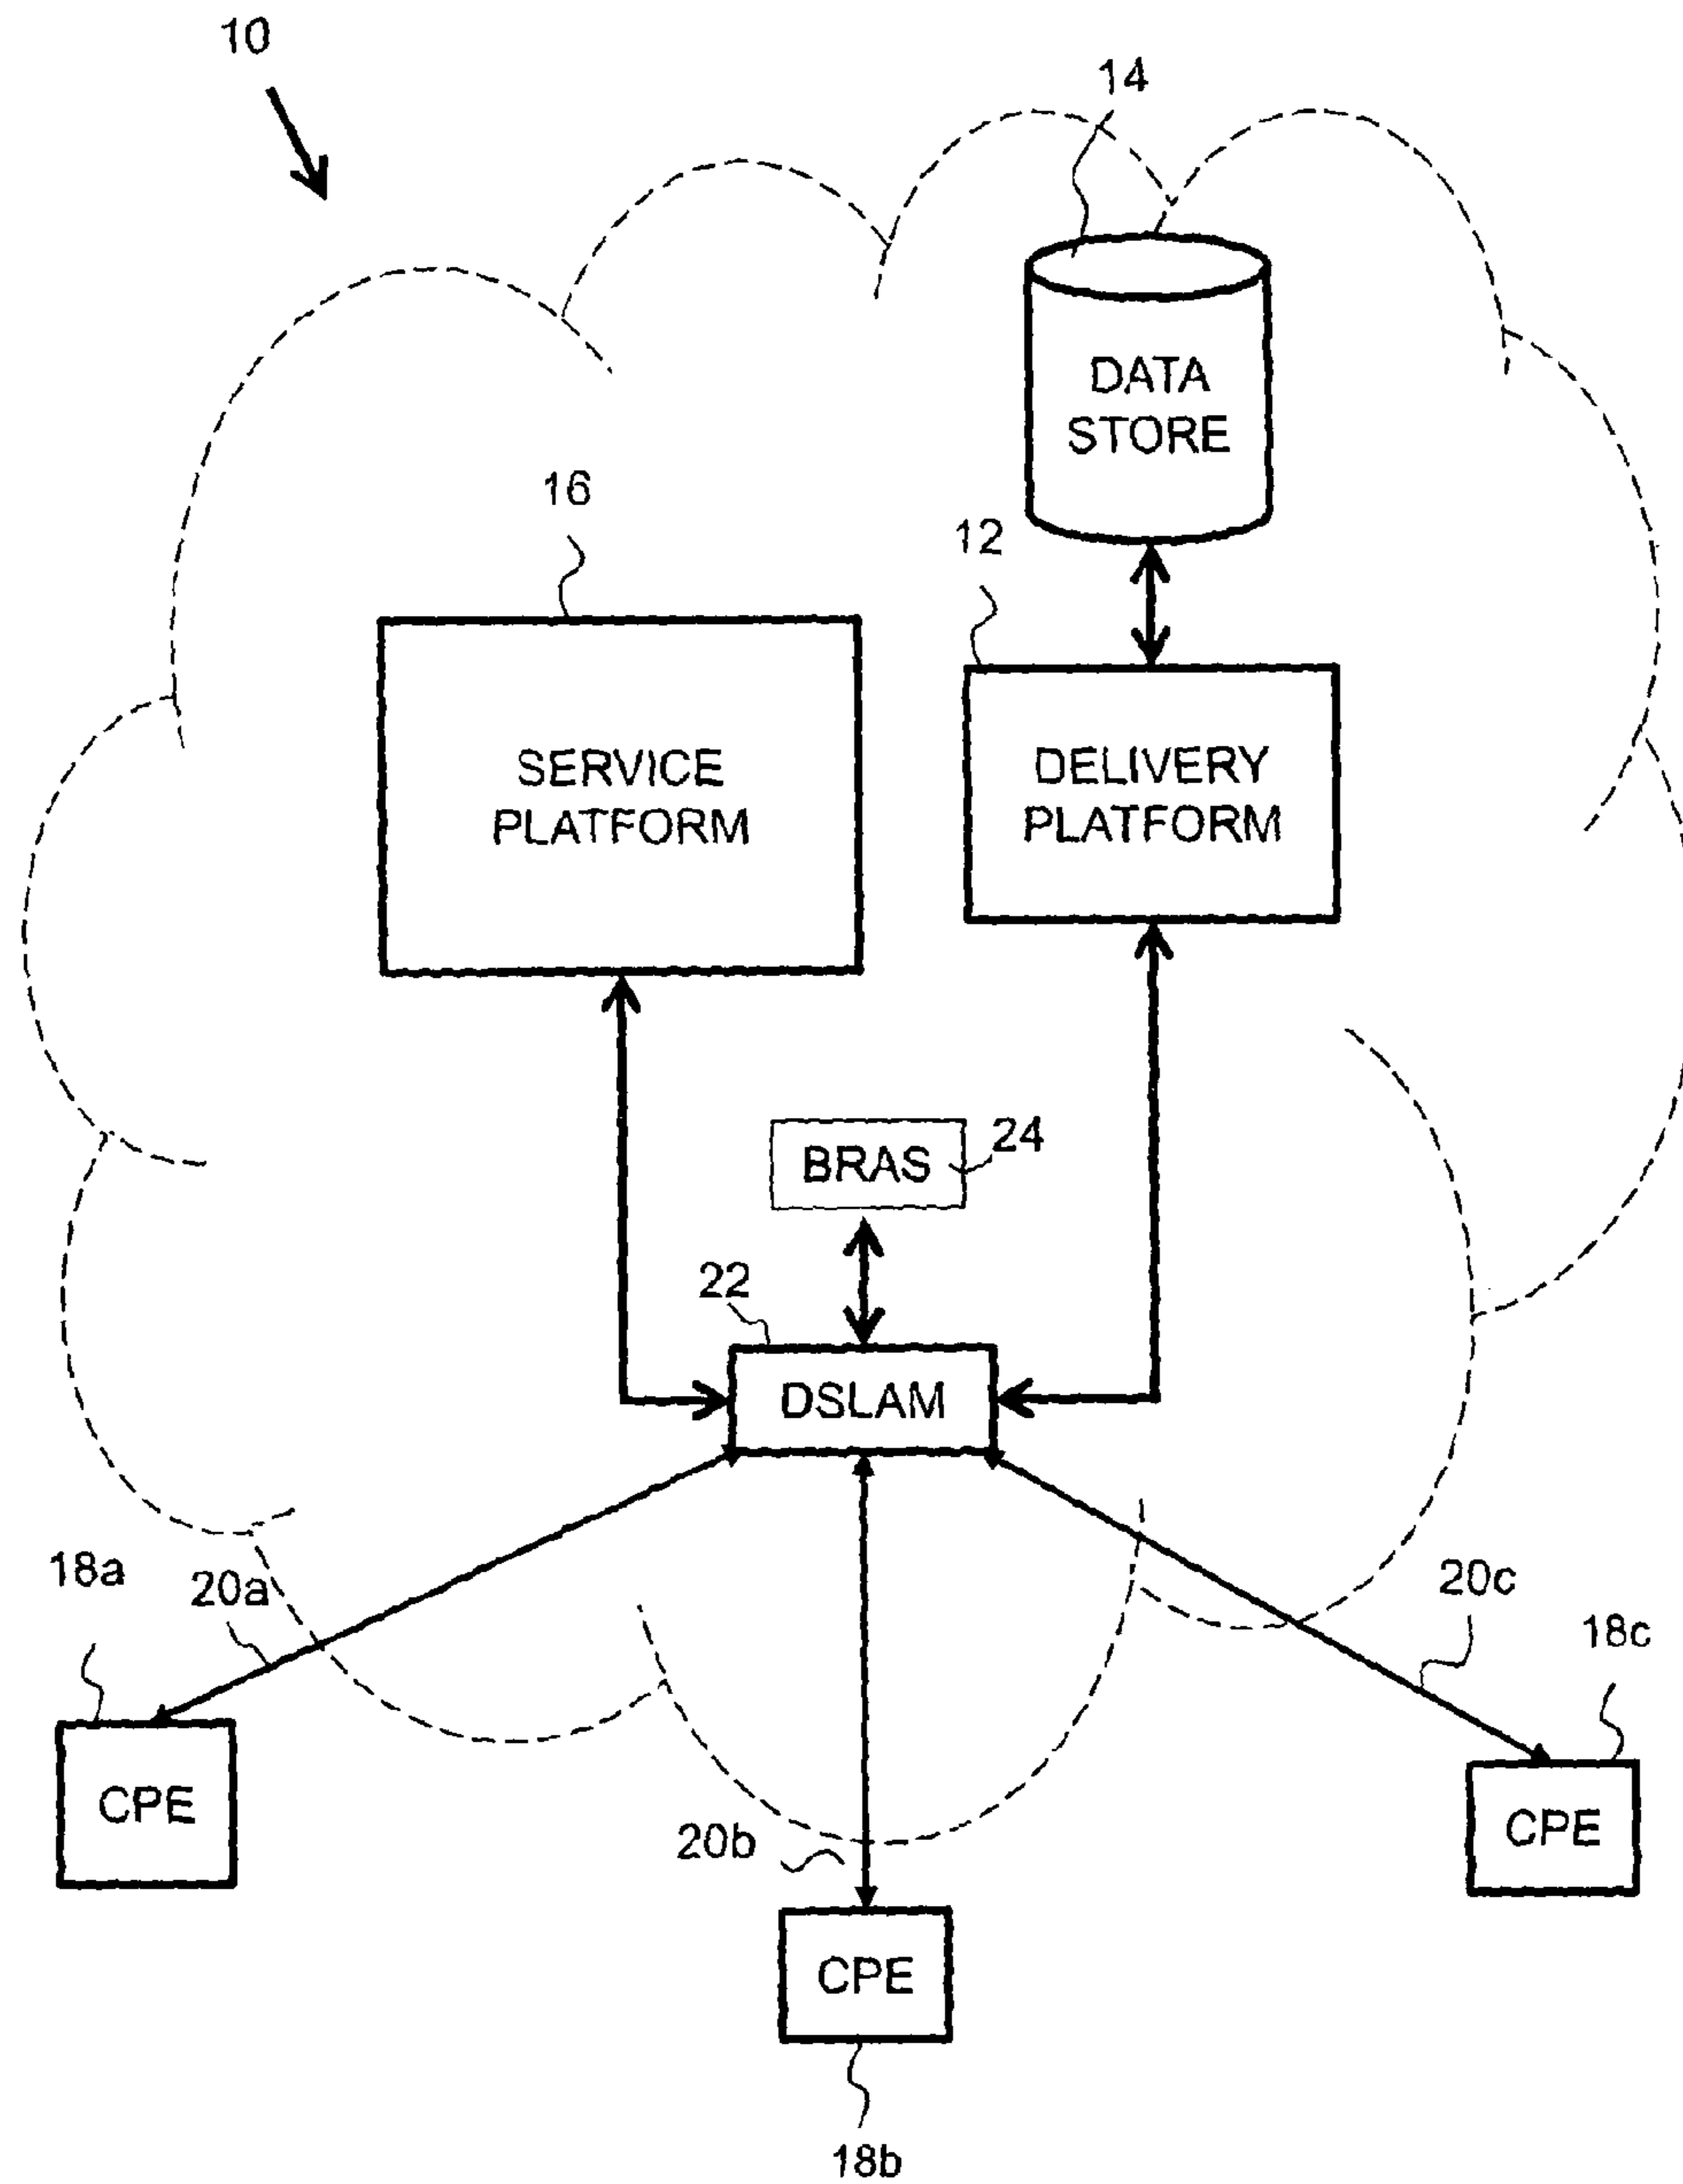 10
14
DATA
STORE
16
12
SERVICE
PLATFORM
DELIVERY
PLATFORM
BRAS
24
22
DSLAM
18a
20a
20c
18c
CPE
CPE
20b
CPE
18b